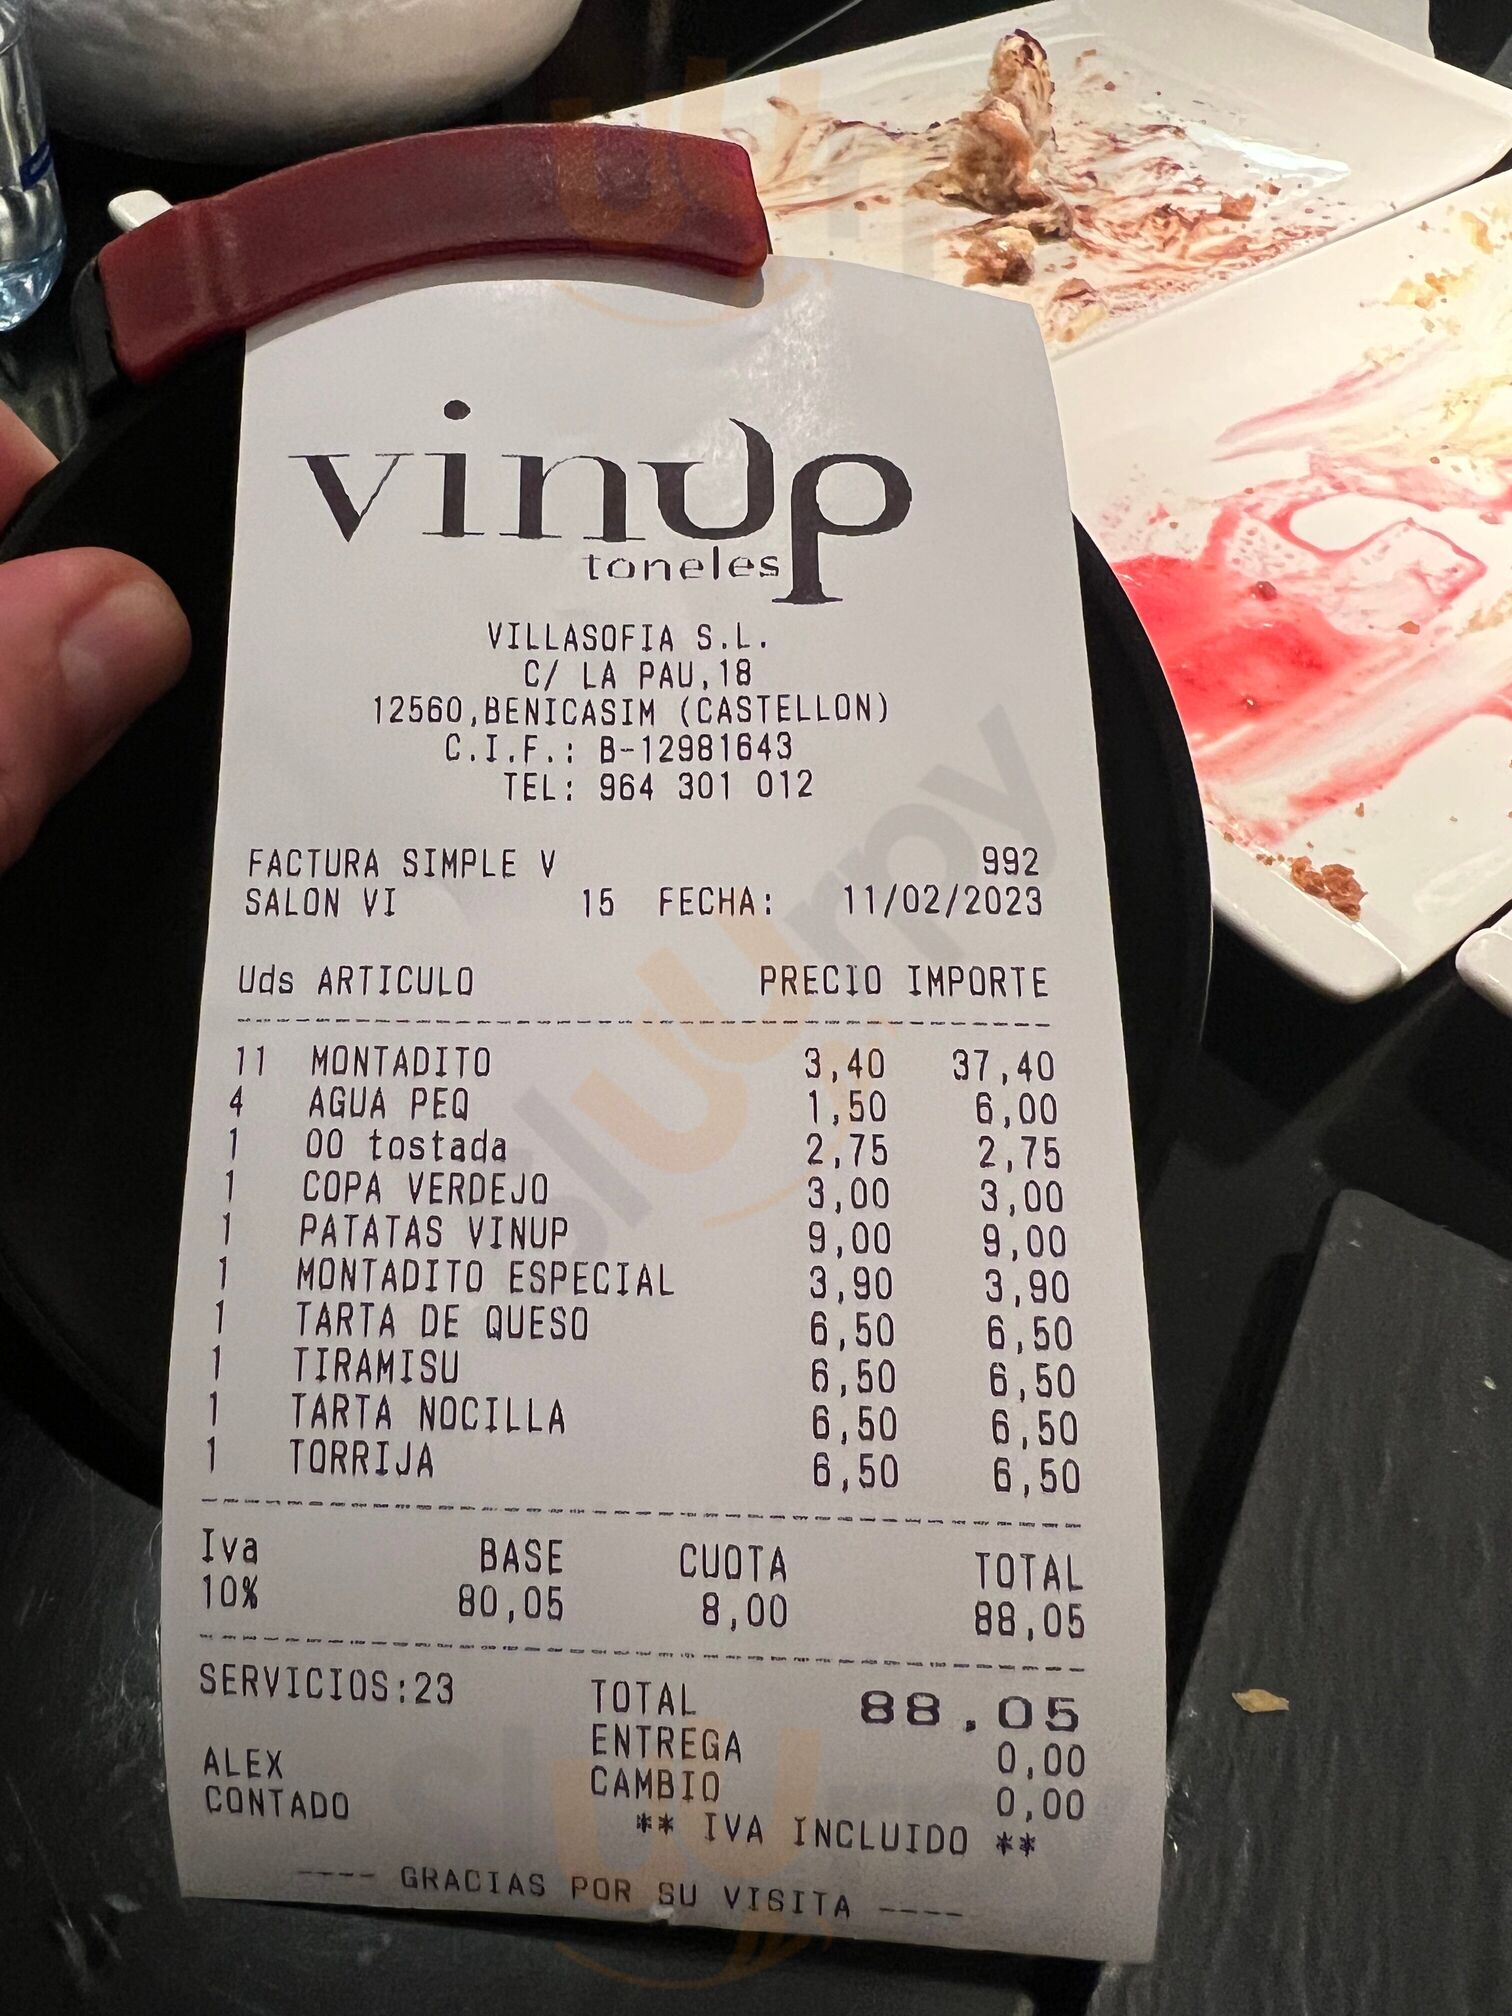 vinup
toneles
VILLASOFIA S.L.
C/ LA PAU,18
12560,BENICASIM (CASTELLON)
C.I.F.: B-12981643
TEL: 964 301 012
FACTURA SIMPLE V 992
SALON VI 15 FECHA: 11/02/2023
Uds ARTICULO PRECIO IMPORTE
11 MONTADITO 3,40 37,40
4 AGUA PEQ 1,50 6,00
1 00 tostada 2,75 2,75
1 COPA VERDEJO 3,00 3,00
1 PATATAS VINUP 9,00 9,00
1 MONTADITO ESPECIAL 3,90 3,90
1 TARTA DE QUESO 6,50 6,50
1 TIRAMISU 6,50 6,50
1 TARTA NOCILLA 6,50 6,50
1 TORRIJA 6,50 6,50
Iva BASE CUOTA TOTAL
10% 80,05 8,00 88,05
SERVICIOS:23 TOTAL 88,05
ENTREGA 0,00
ALEX CAMBIO 0,00
CONTADO
** IVA INCLUIDO **
---- GRACIAS POR SU VISITA ----
sluurpy